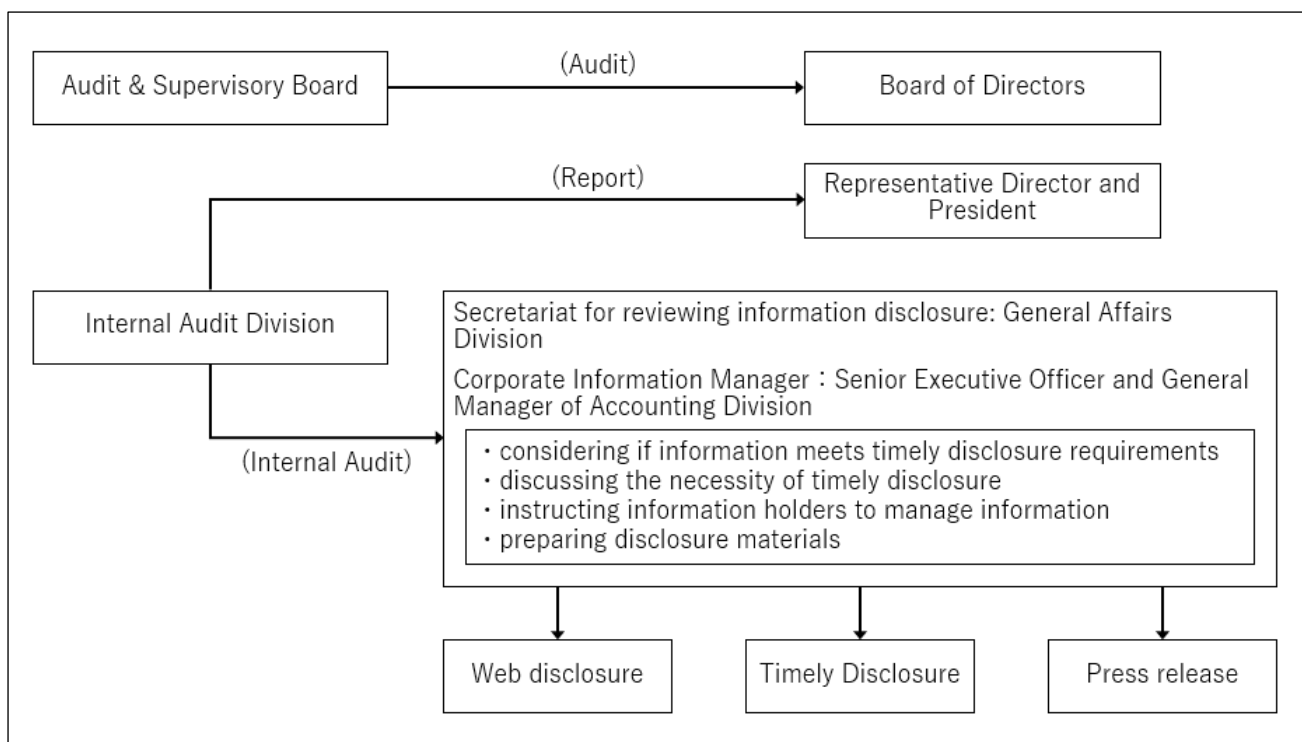 (Audit)
Audit & Supervisory Board
Board of Directors
(Report)
Representative Director and
President
Internal Audit Division
Secretariat for reviewing information disclosure: General Affairs
Division
Corporate Information Manager：Senior Executive Officer and General
Manager of Accounting Division
(Internal Audit)
・considering if information meets timely disclosure requirements
・discussing the necessity of timely disclosure
・instructing information holders to manage information
・preparing disclosure materials
Web disclosure
Timely Disclosure
Press release